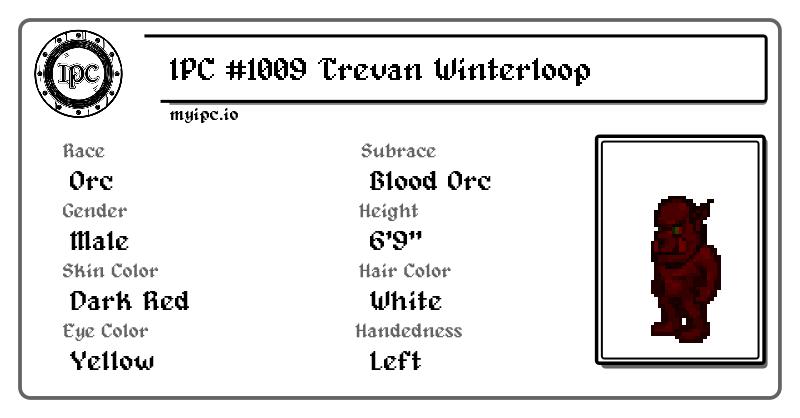 IPC
IPC #1009 Trevan Winterloop
myipc.io
Race
Orc
Subrace
Blood Orc
Gender
Male
Height
6'9"
Skin Color
Dark Red
Hair Color
White
Eye Color
Yellow
Handedness
Left